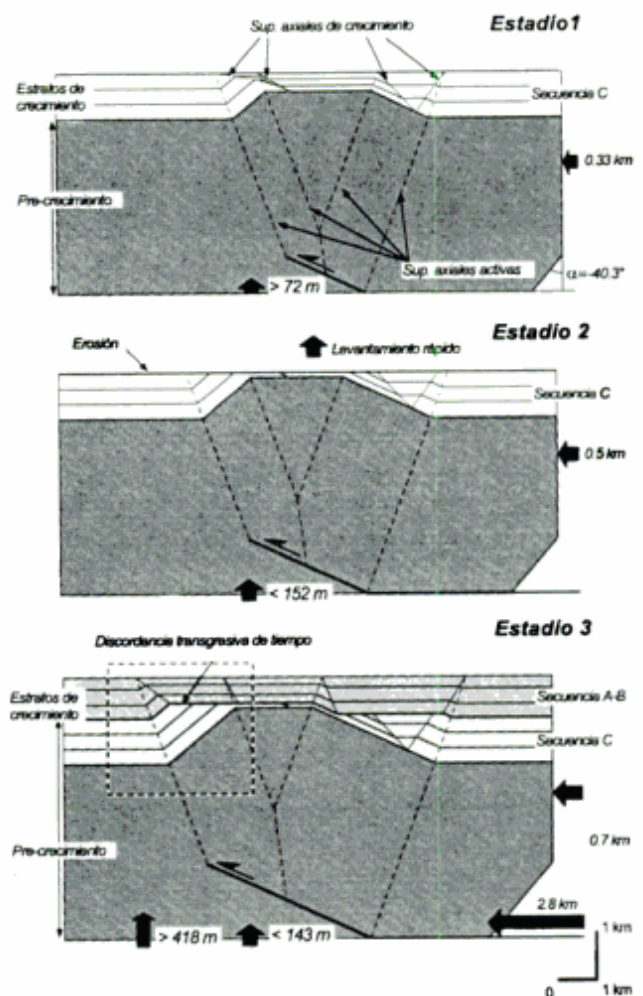 Estadio 1
Sup. axiales de crecimiento
Estratos de
crecimiento
Secuencia C
0.33 km
Pre-crecimiento
Sup. axiales activas
α=-40.3°
> 72 m
Estadio 2
Erosión
Levantamiento rápido
Secuencia C
0.5 km
< 152 m
Estadio 3
Discordancia transgresiva de tiempo
Estratos de
crecimiento
Secuencia A-B
Secuencia C
Pre-crecimiento
0.7 km
2.8 km
> 418 m
< 143 m
1 km
0
1 km